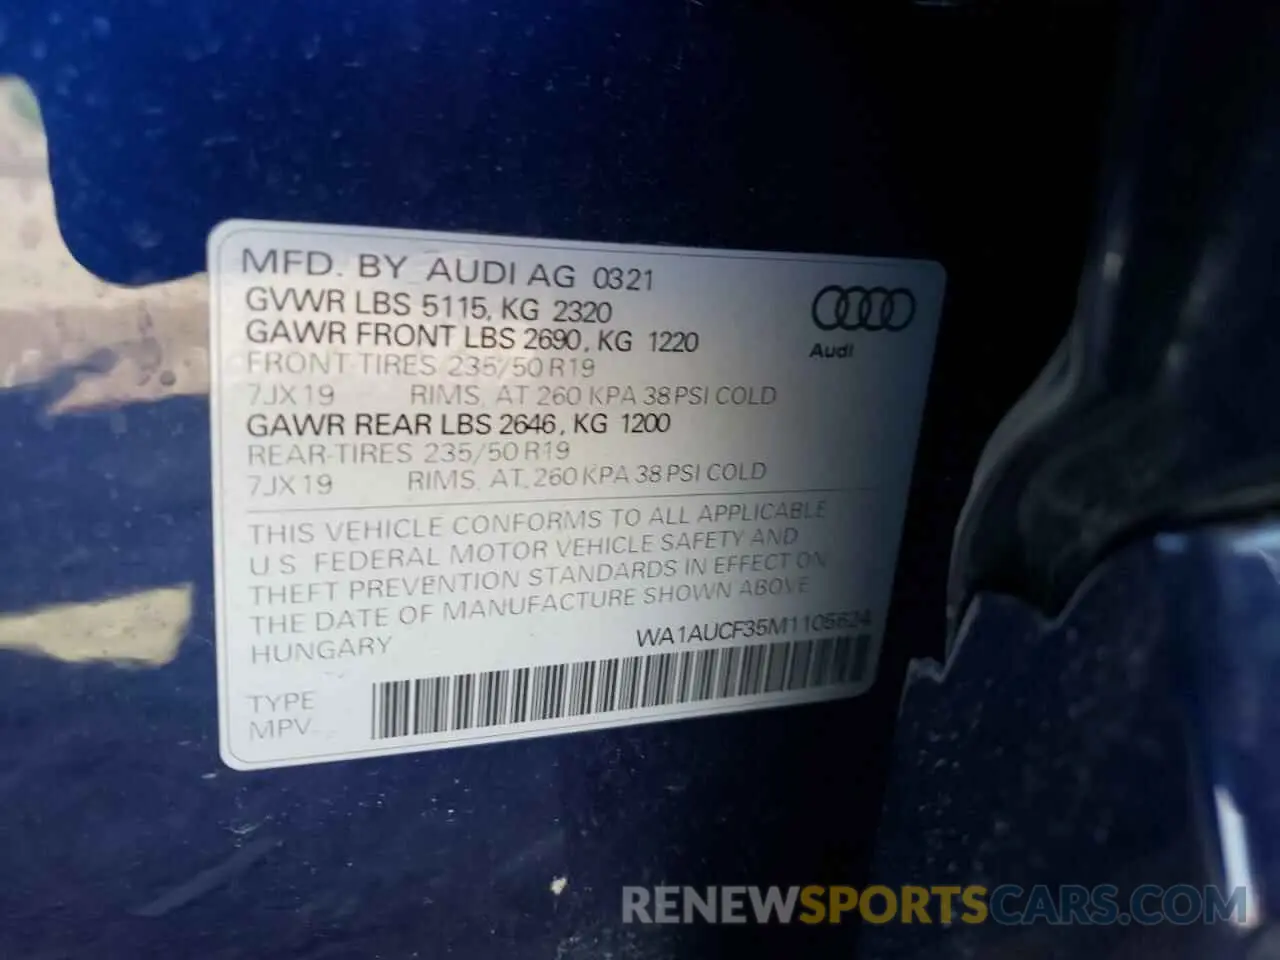 MFD. BY AUDI AG 0321
GVWR LBS 5115, KG 2320
GAWR FRONT LBS 2690, KG 1220
FRONT-TIRES 235/50 R19
7JX19 RIMS, AT 260 KPA 38 PSI COLD
GAWR REAR LBS 2646, KG 1200
REAR-TIRES 235/50 R19
7JX19 RIMS, AT 260 KPA 38 PSI COLD
Audi
THIS VEHICLE CONFORMS TO ALL APPLICABLE
U.S. FEDERAL MOTOR VEHICLE SAFETY AND
THEFT PREVENTION STANDARDS IN EFFECT ON
THE DATE OF MANUFACTURE SHOWN ABOVE
HUNGARY
TYPE
MPV
RENEWSPORTSCARS.COM